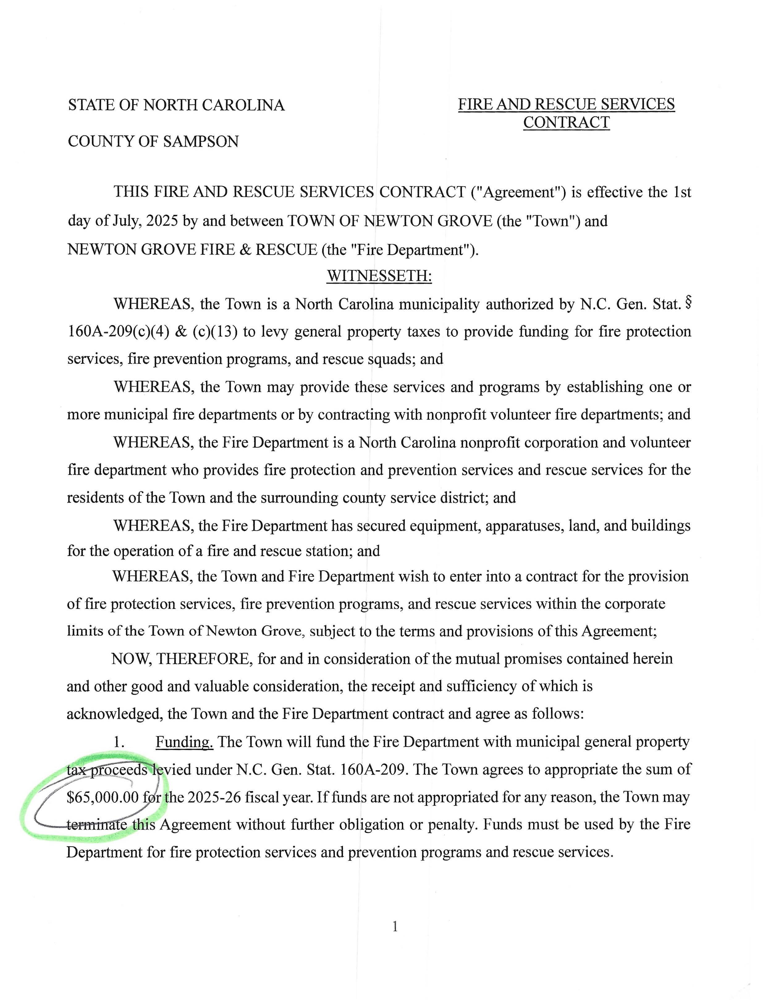 STATE OF NORTH CAROLINA
FIRE AND RESCUE SERVICES
CONTRACT
COUNTY OF SAMPSON
THIS FIRE AND RESCUE SERVICES CONTRACT ("Agreement") is effective the 1st
day of July, 2025 by and between TOWN OF NEWTON GROVE (the "Town") and
NEWTON GROVE FIRE & RESCUE (the "Fire Department").
WITNESSETH:
WHEREAS, the Town is a North Carolina municipality authorized by N.C. Gen. Stat. §
160A-209(c)(4) & (c)(13) to levy general property taxes to provide funding for fire protection
services, fire prevention programs, and rescue squads; and
WHEREAS, the Town may provide these services and programs by establishing one or
more municipal fire departments or by contracting with nonprofit volunteer fire departments; and
WHEREAS, the Fire Department is a North Carolina nonprofit corporation and volunteer
fire department who provides fire protection and prevention services and rescue services for the
residents of the Town and the surrounding county service district; and
WHEREAS, the Fire Department has secured equipment, apparatuses, land, and buildings
for the operation of a fire and rescue station; and
WHEREAS, the Town and Fire Department wish to enter into a contract for the provision
of fire protection services, fire prevention programs, and rescue services within the corporate
limits of the Town of Newton Grove, subject to the terms and provisions of this Agreement;
NOW, THEREFORE, for and in consideration of the mutual promises contained herein
and other good and valuable consideration, the receipt and sufficiency of which is
acknowledged, the Town and the Fire Department contract and agree as follows:
1. Funding. The Town will fund the Fire Department with municipal general property
tax proceeds levied under N.C. Gen. Stat. 160A-209. The Town agrees to appropriate the sum of
$65,000.00 for the 2025-26 fiscal year. If funds are not appropriated for any reason, the Town may
terminate this Agreement without further obligation or penalty. Funds must be used by the Fire
Department for fire protection services and prevention programs and rescue services.
1